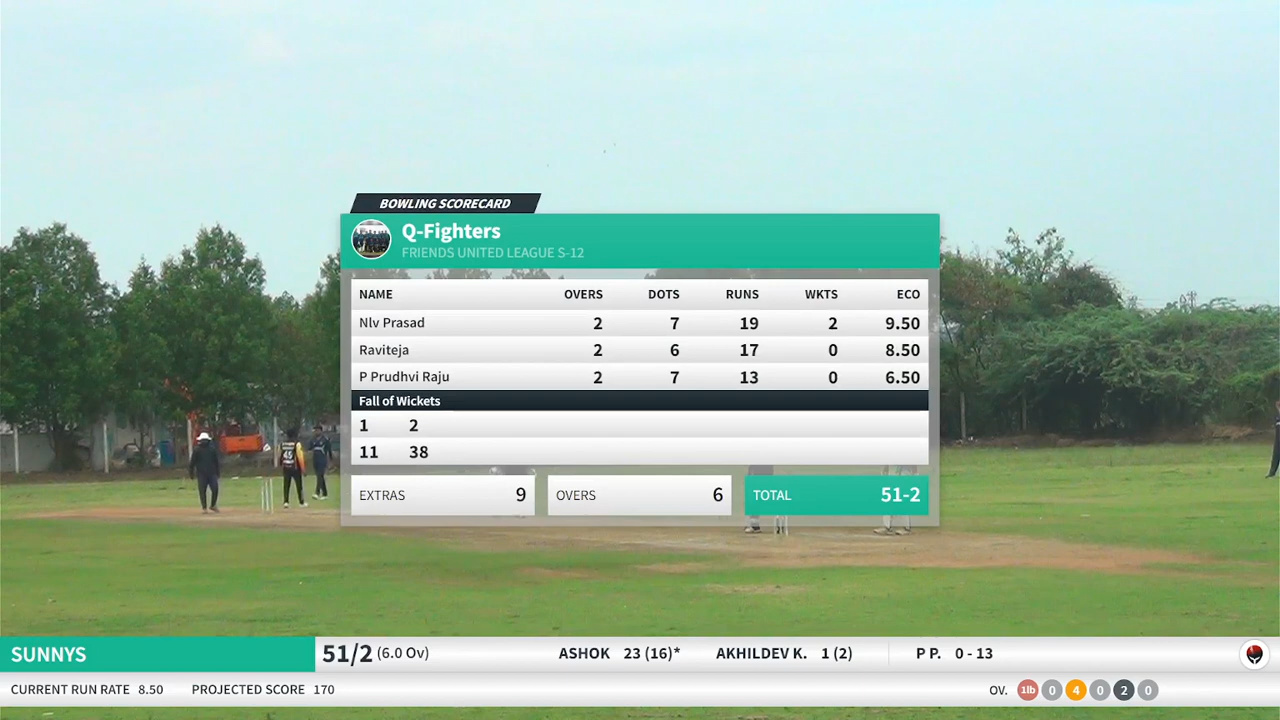 BOWLING SCORECARD
Q-Fighters
FRIENDS UNITED LEAGUE S-12
NAME OVERS DOTS RUNS WKTS ECO
Nlv Prasad 2 7 19 2 9.50
Raviteja 2 6 17 0 8.50
P Prudhvi Raju 2 7 13 0 6.50
Fall of Wickets
1 2
11 38
EXTRAS 9 OVERS 6 TOTAL 51-2
45
SUNNYS 51/2 (6.0 Ov) ASHOK 23 (16)* AKHILDEV K. 1 (2) P P. 0 - 13
CURRENT RUN RATE 8.50 PROJECTED SCORE 170 OV. 1lb 0 4 0 2 0